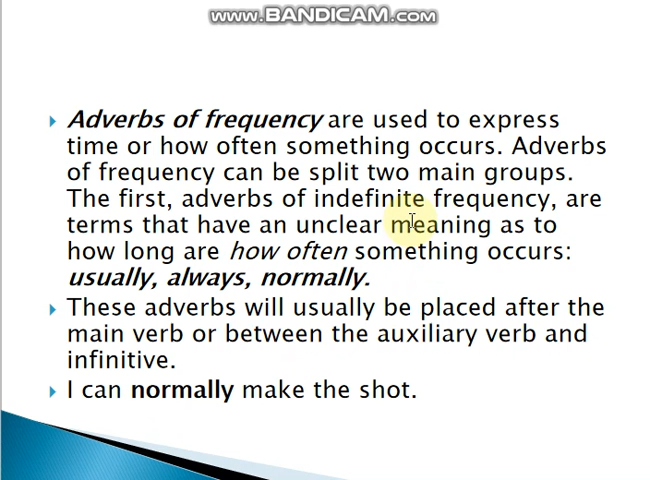 www.BANDICAM.com
Adverbs of frequency are used to express
time or how often something occurs. Adverbs
of frequency can be split two main groups.
The first, adverbs of indefinite frequency, are
terms that have an unclear meaning as to
how long are how often something occurs:
usually, always, normally.
These adverbs will usually be placed after the
main verb or between the auxiliary verb and
infinitive.
I can normally make the shot.